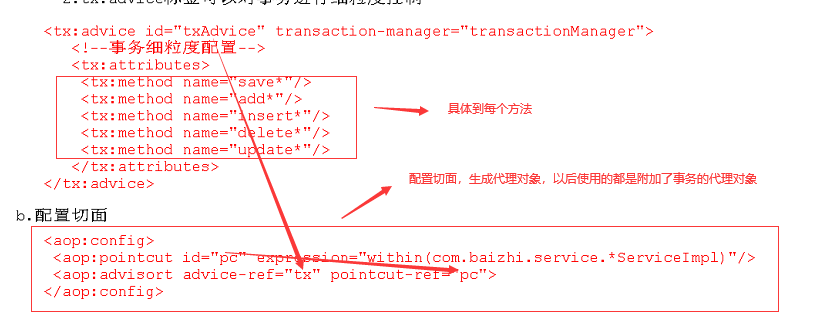 2.tx:advice标签可以对事务进行细粒度控制
<tx:advice id="txAdvice" transaction-manager="transactionManager">
<!--事务细粒度配置-->
<tx:attributes>
<tx:method name="save*"/>
<tx:method name="add*"/>
<tx:method name="insert*"/>
<tx:method name="delete*"/>
<tx:method name="update*"/>
</tx:attributes>
</tx:advice>
具体到每个方法
配置切面，生成代理对象，以后使用的都是附加了事务的代理对象
b.配置切面
<aop:config>
<aop:pointcut id="pc" expression="within(com.baizhi.service.*ServiceImpl)"/>
<aop:advisort advice-ref="tx" pointcut-ref="pc">
</aop:config>